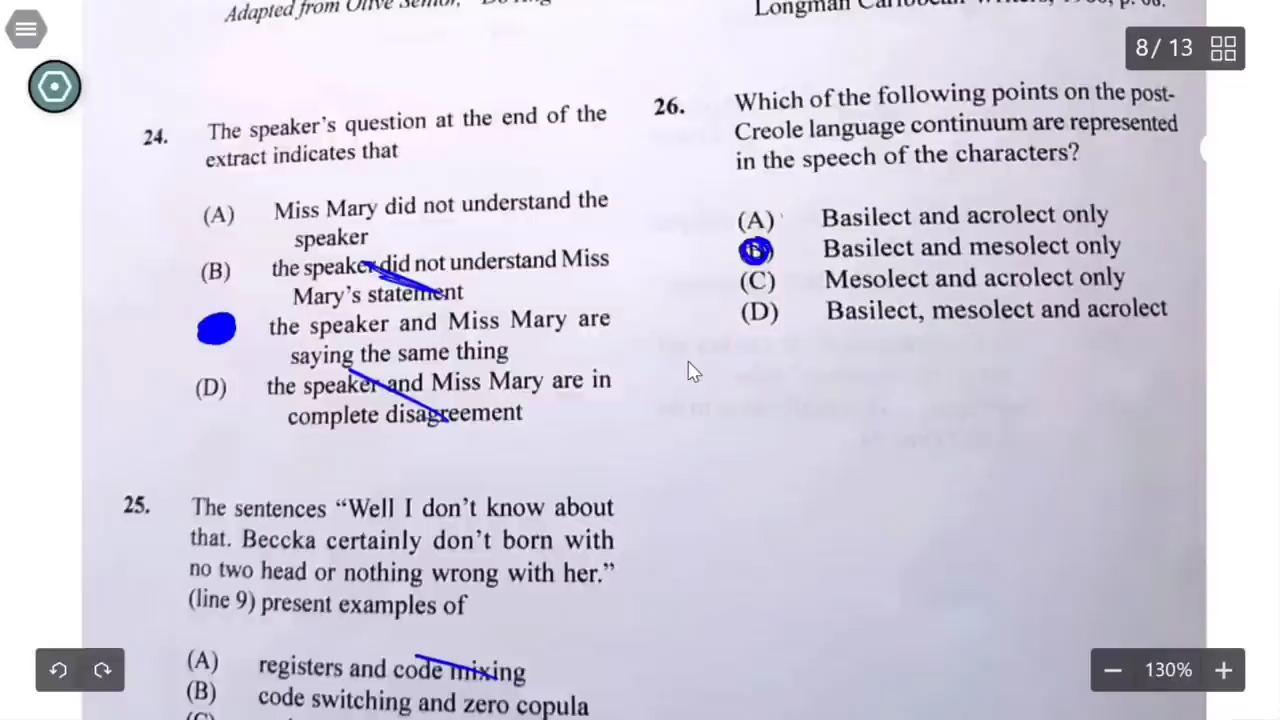 Adapted from Olive
8 / 13
24. The speaker's question at the end of the
extract indicates that
(A) Miss Mary did not understand the
speaker
(B) the speaker did not understand Miss
Mary's statement
the speaker and Miss Mary are
saying the same thing
(D) the speaker and Miss Mary are in
complete disagreement
25. The sentences “Well I don't know about
that. Beccka certainly don't born with
no two head or nothing wrong with her.”
(line 9) present examples of
(A) registers and code mixing
(B) code switching and zero copula
Longman Caribbean
26. Which of the following points on the post-
Creole language continuum are represented
in the speech of the characters?
(A) Basilect and acrolect only
(B) Basilect and mesolect only
(C) Mesolect and acrolect only
(D) Basilect, mesolect and acrolect
130%